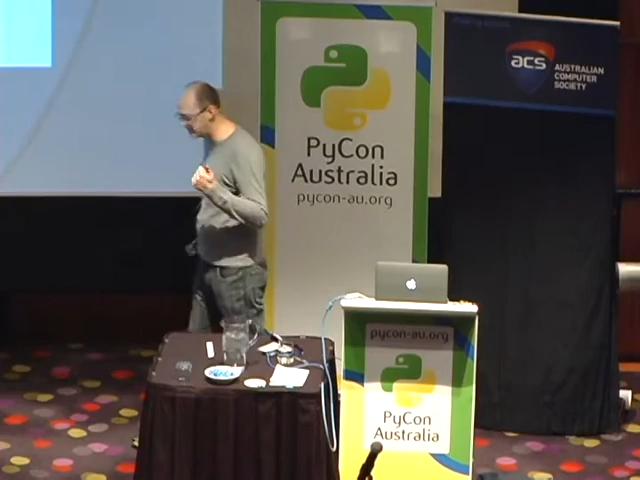 PyCon
Australia
pycon-au.org
acs
AUSTRALIAN
COMPUTER
SOCIETY
pycon-au.org
PyCon
Australia